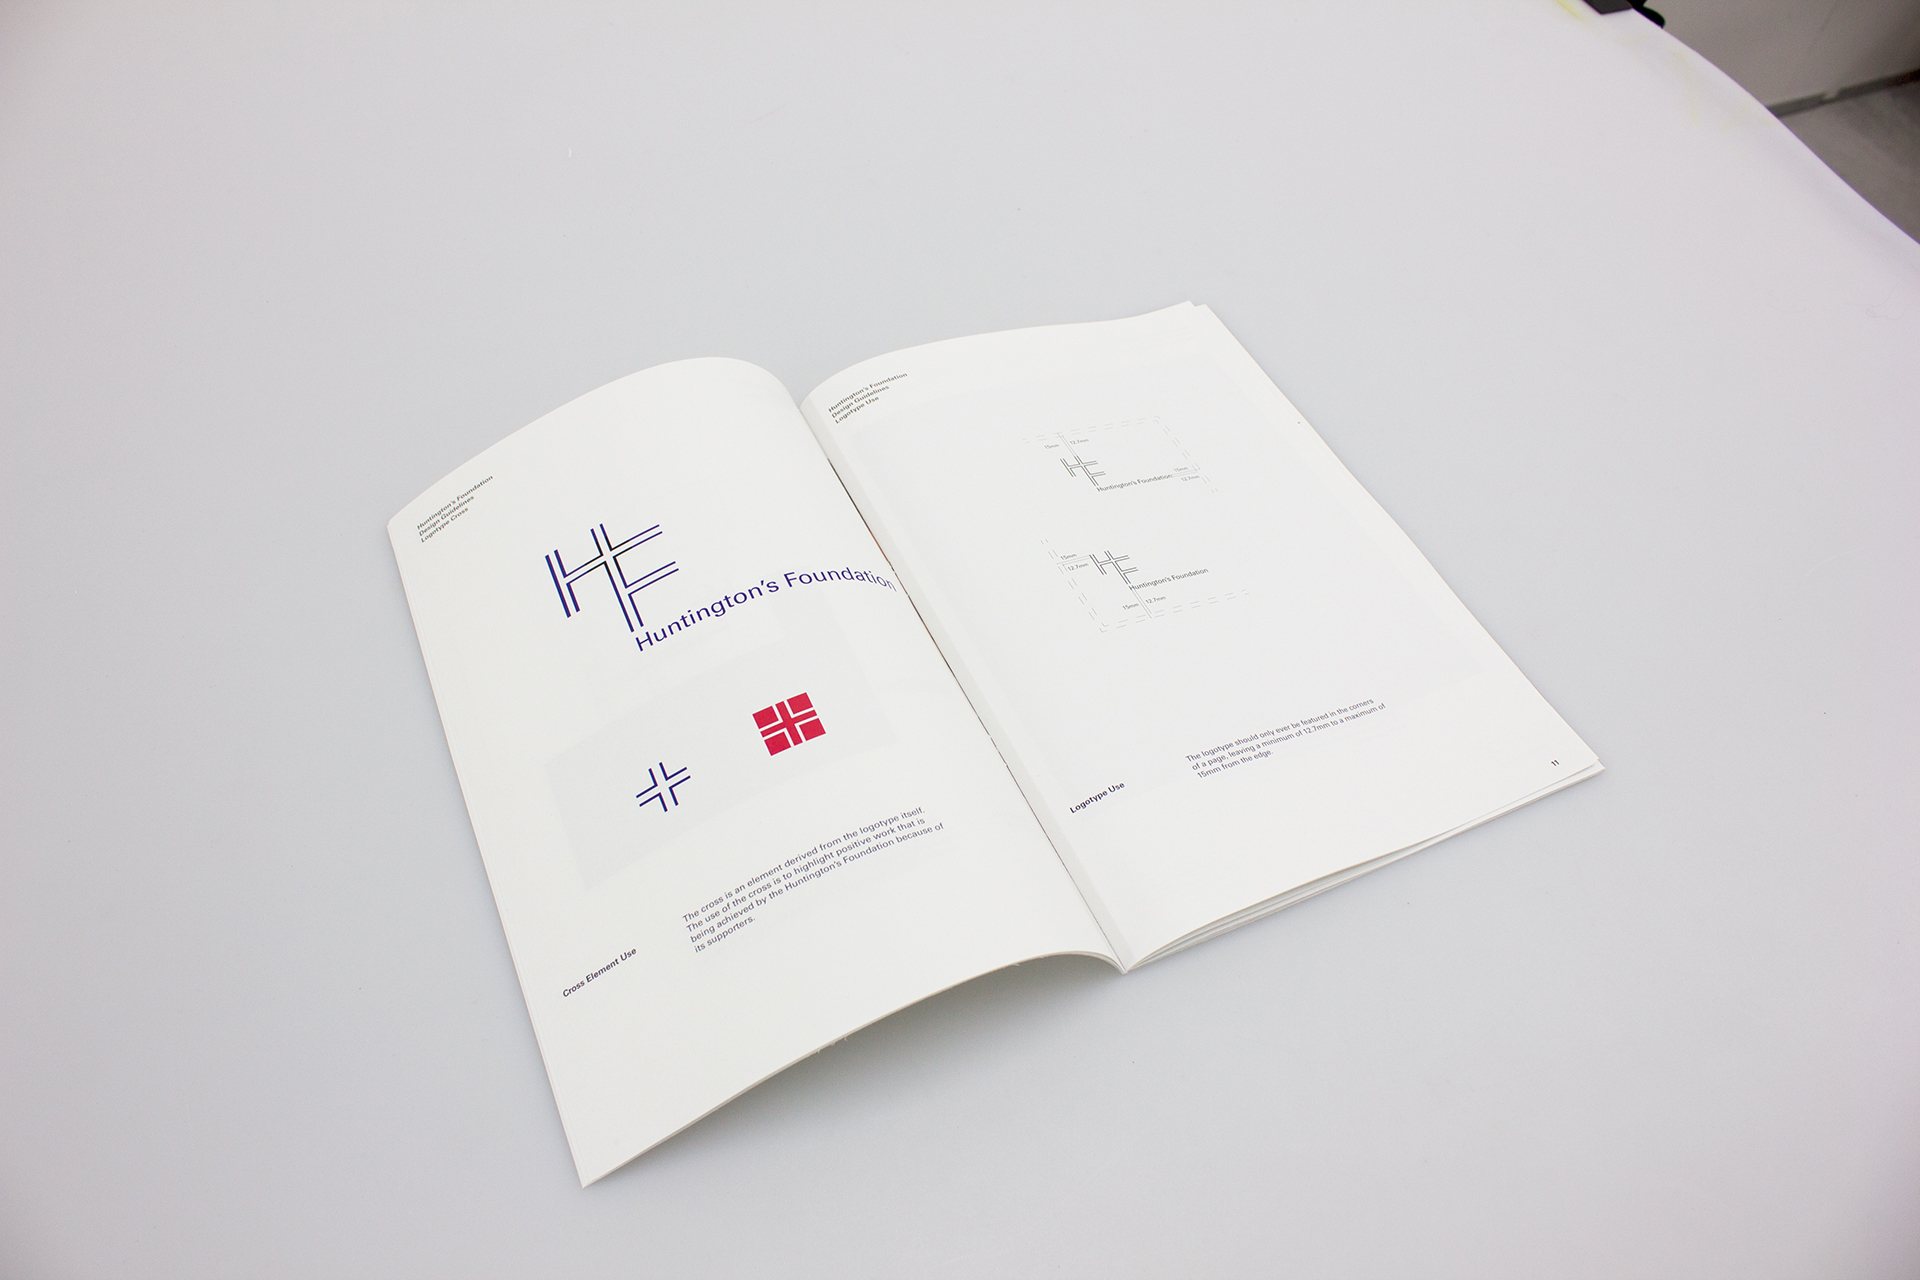 Huntington's Foundation
Design Guidelines
Logotype Cross
HF
Huntington's Foundation
Cross Element Use
The cross is an element derived from the logotype itself.
The use of the cross is to highlight positive work that is
being achieved by the Huntington's Foundation because of
its supporters.
Huntington's Foundation
Design Guidelines
Logotype Use
15mm
12.7mm
HF
Huntington's Foundation
15mm
12.7mm
15mm
12.7mm
HF
Huntington's Foundation
15mm
12.7mm
Logotype Use
The logotype should only ever be featured in the corners
of a page, leaving a minimum of 12.7mm to a maximum of
15mm from the edge.
11